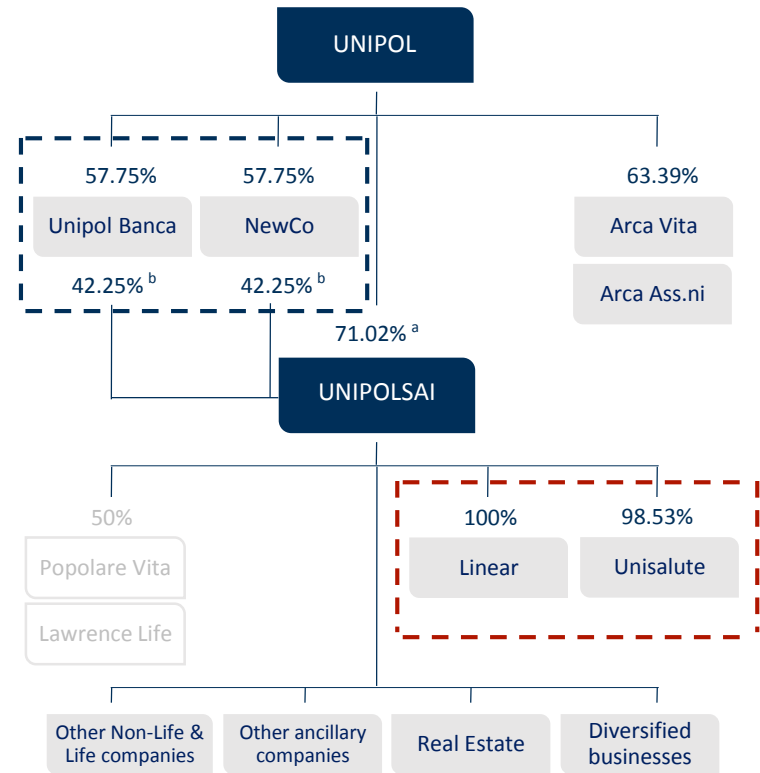 UNIPOL
57.75%
57.75%
63.39%
Unipol Banca
NewCo
Arca Vita
42.25% b
42.25% b
Arca Ass.ni
71.02% a
UNIPOLSAI
50%
100%
98.53%
Popolare Vita
Linear
Unisalute
Lawrence Life
Other Non-Life &
Life companies
Other ancillary
companies
Real Estate
Diversified
businesses